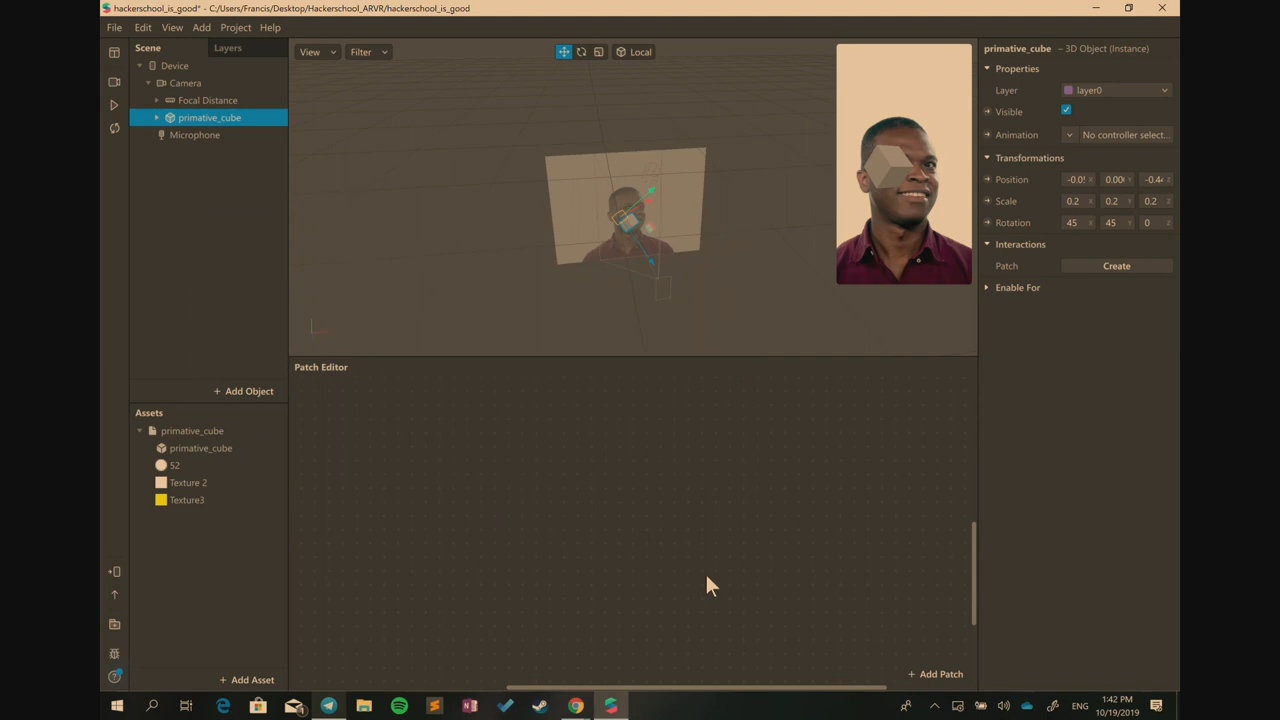 hackerschool_is_good* - C:/Users/Francis/Desktop/Hackerschool_ARVR/hackerschool_is_good
File Edit View Add Project Help
Scene Layers
Device
Camera
Focal Distance
primative_cube
Microphone
+ Add Object
Assets
primative_cube
primative_cube
52
Texture 2
Texture3
+ Add Asset
View Filter Local
Patch Editor
+ Add Patch
primative_cube – 3D Object (Instance)
Properties
Layer layer0
Visible
Animation No controller select...
Transformations
Position X Y Z
Scale 0.2 X 0.2 Y 0.2 Z
Rotation 45 X 45 Y 0 Z
Interactions
Patch Create
Enable For
ENG 1:42 PM
10/19/2019